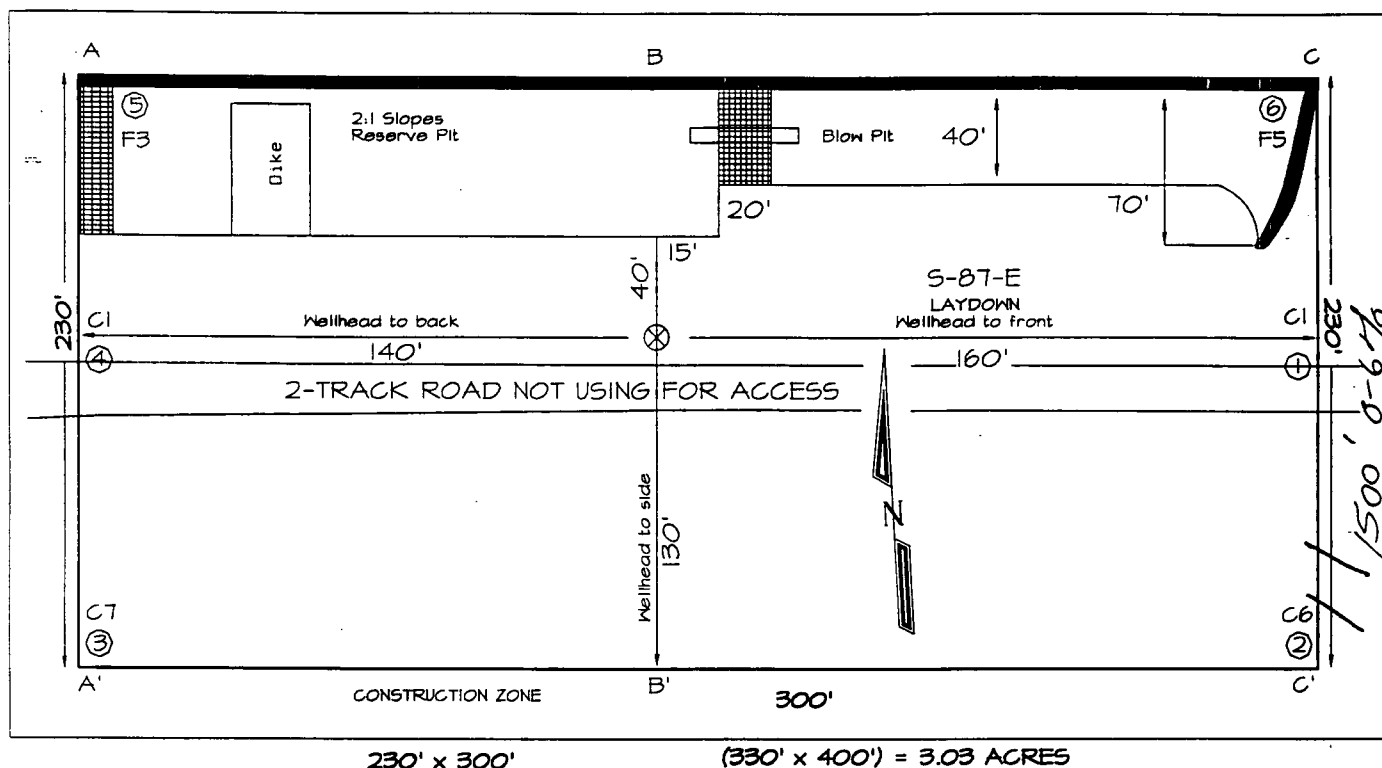 A
B
C
⑤
F3
Dike
2:1 Slopes
Reserve Pit
Blow Pit
40'
⑥
F5
20'
70'
15'
40'
S-87-E
LAYDOWN
230'
C1
Wellhead to back
Wellhead to front
C1
230'
④
140'
160'
①
2-TRACK ROAD NOT USING FOR ACCESS
1500'
N
Wellhead to side
130'
C7
③
C6
②
A'
B'
C'
CONSTRUCTION ZONE
300'
230' x 300'
(330' x 400') = 3.03 ACRES